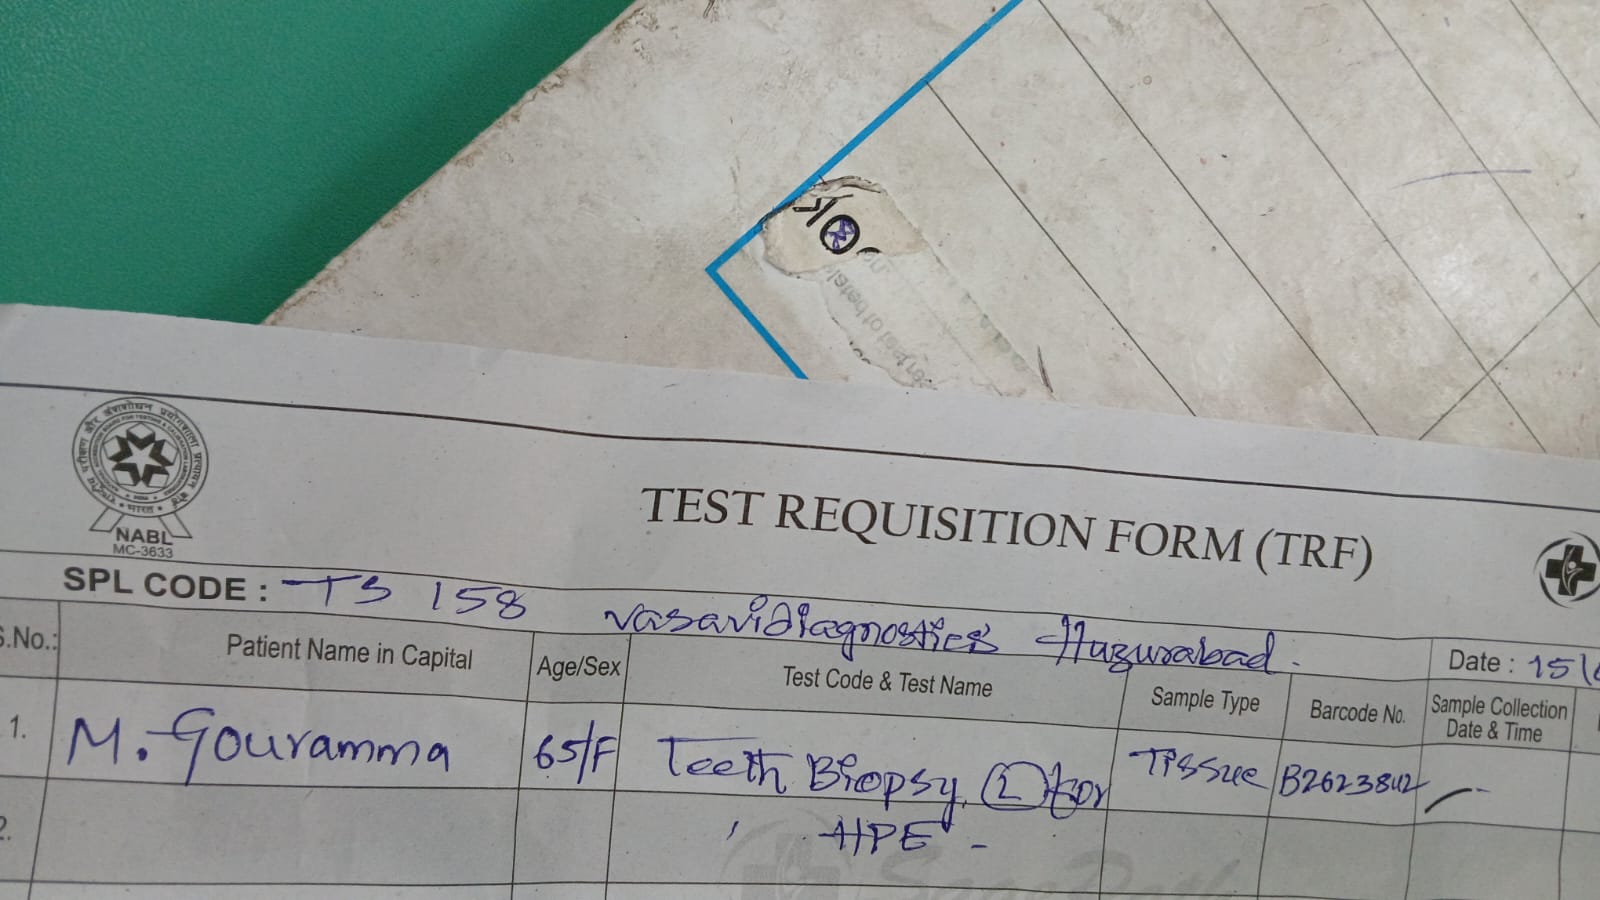 NABL
MC-3633
TEST REQUISITION FORM (TRF)
SPL CODE : TS 158 vasavidiagnostics Huzurabad.
S.No.: Patient Name in Capital Age/Sex Test Code & Test Name Sample Type Barcode No. Date : 15/6
Sample Collection Date & Time
1. M. Gouramma 65/F Teeth Biopsy, (L) for Tissue B2623842
2. HPE -